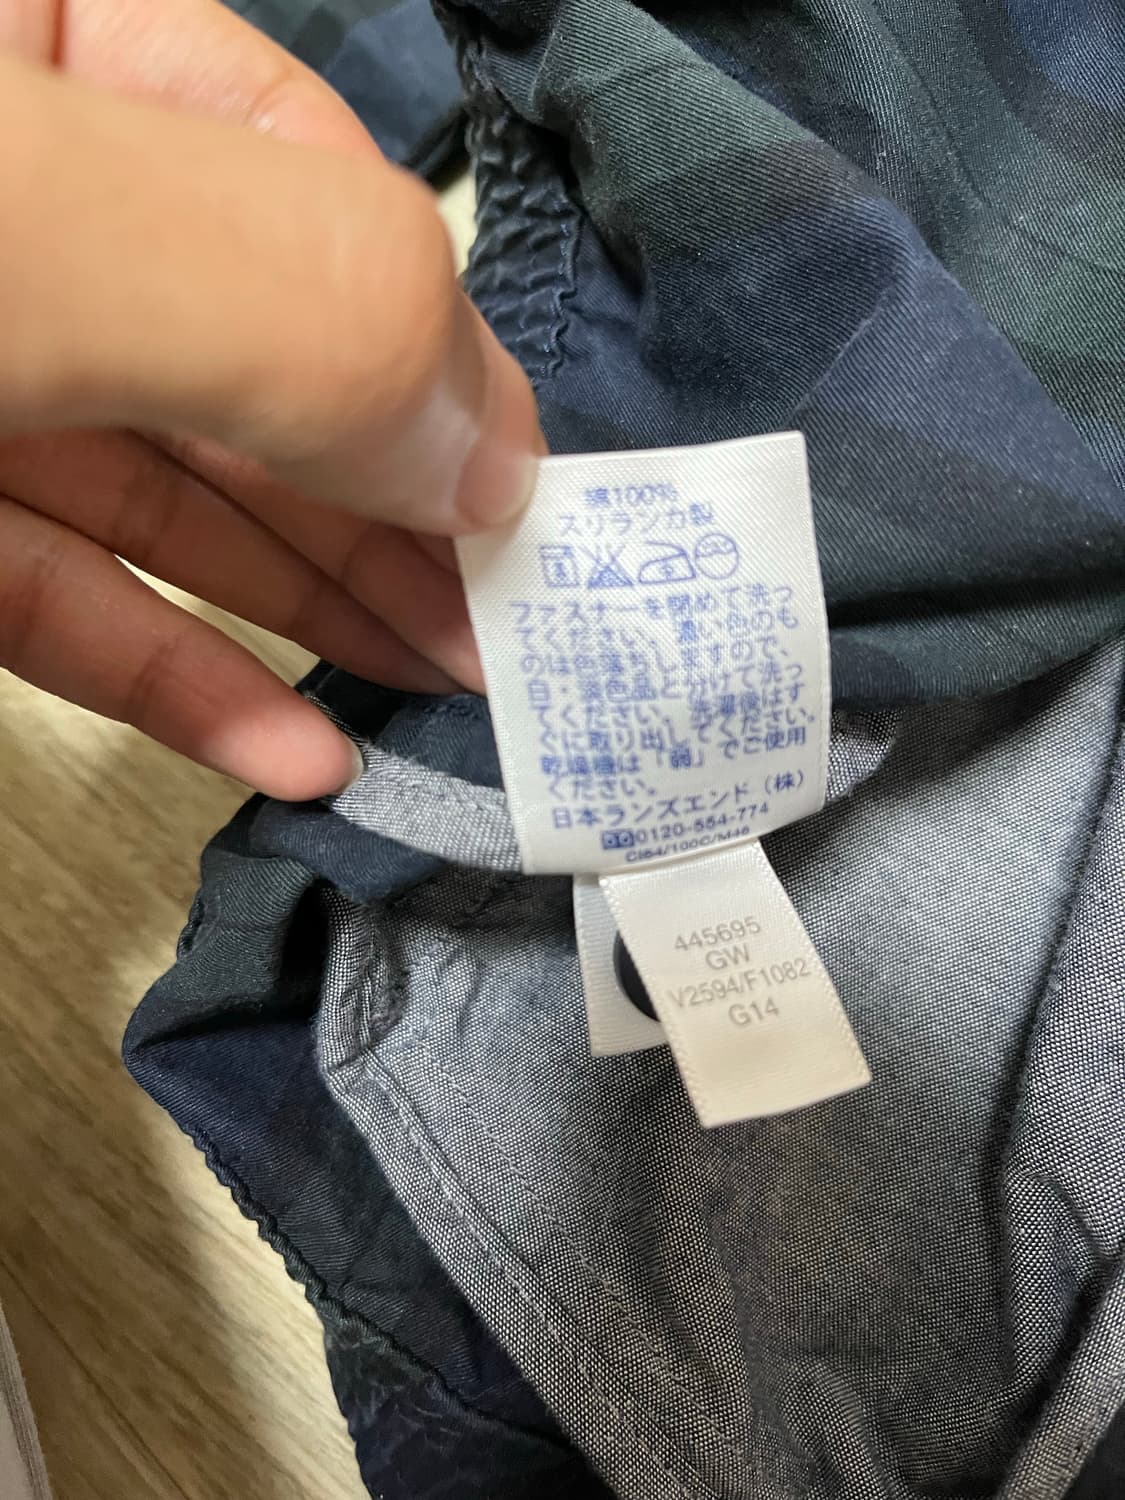 綿100%
スリランカ製
ファスナーを閉めて洗っ
てください。濃い色のも
のは色落ちしますので、
白・淡色品と分けて洗っ
てください。洗濯後はす
ぐに取り出してください。
乾燥機は「弱」でご使用
ください。
日本ランズエンド（株）
0120-554-774
CI64/100C/M46
445695
GW
V2594/F1082
G14